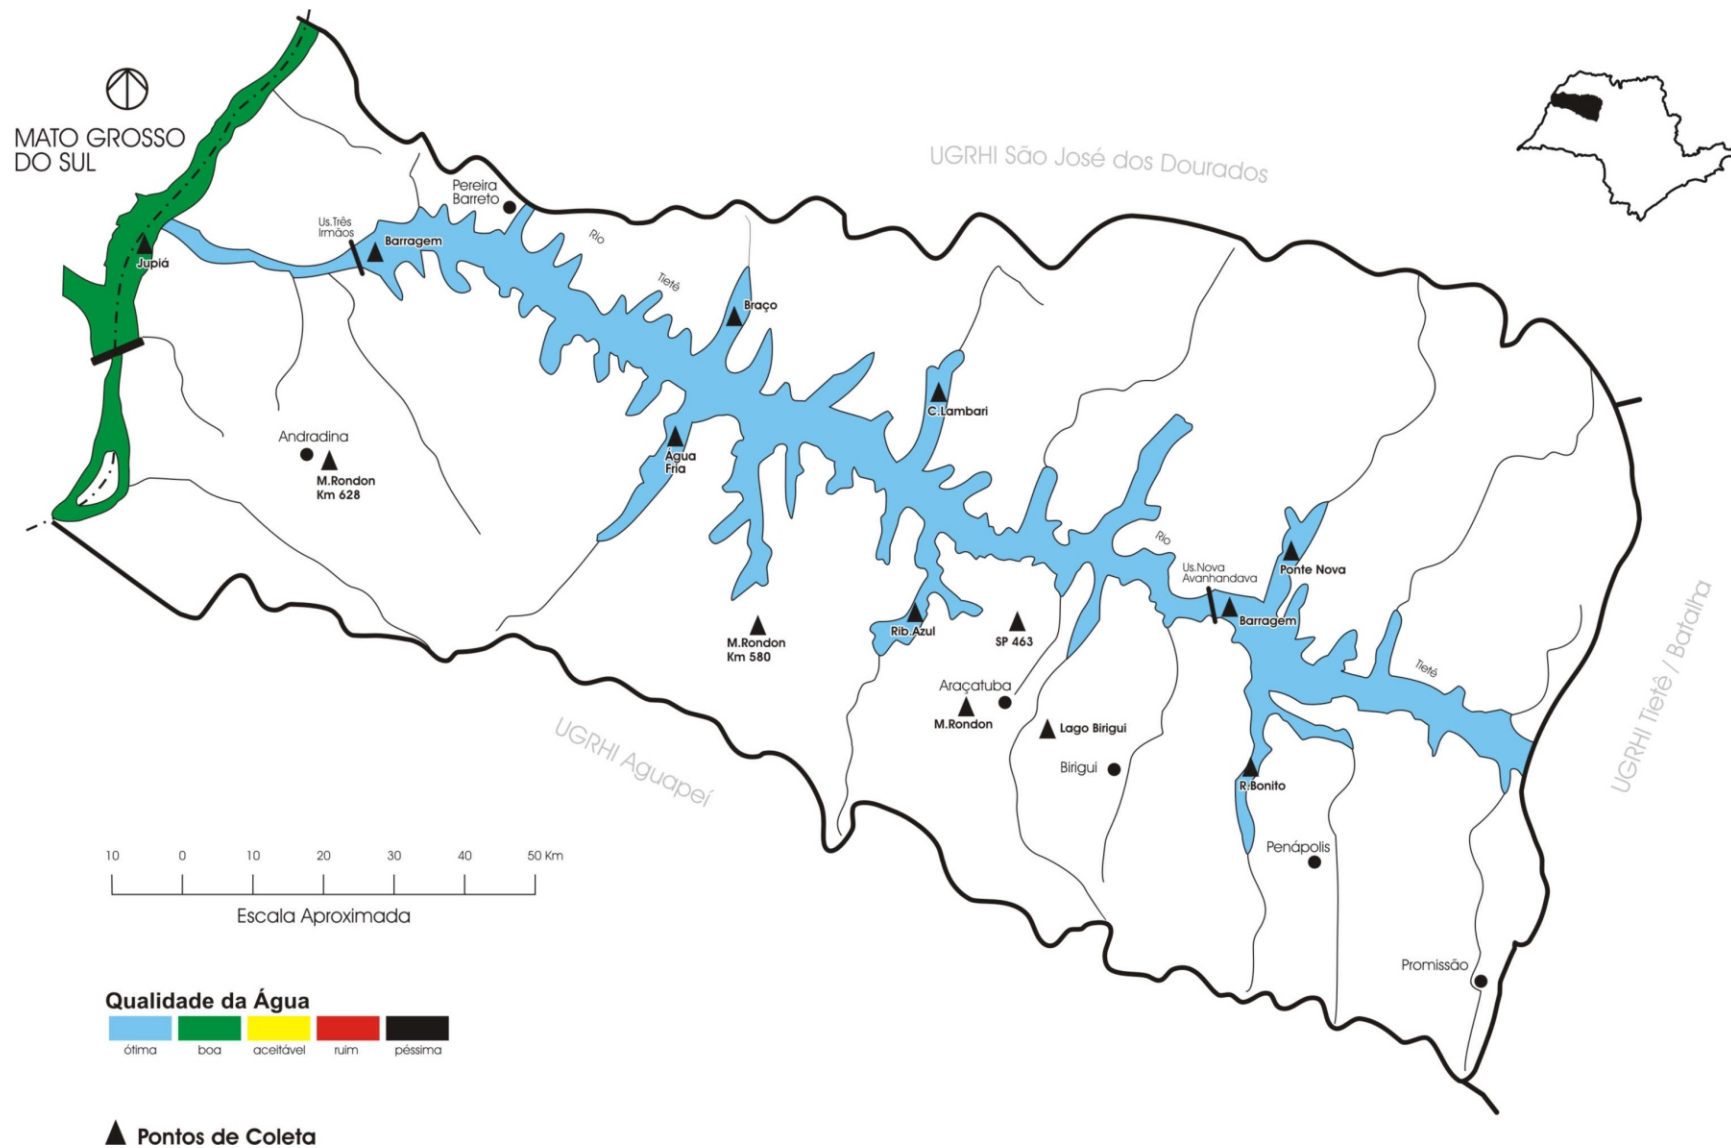 MATO GROSSO
DO SUL
UGRHI São José dos Dourados
Pereira
Barreto
Us.Três
Irmãos
Barragem
Rio
Jupiá
Tietê
Braço
C.Lambari
Andradina
M.Rondon
Km 628
Água
Fria
Rio
Us.Nova
Avanhandava
Ponte Nova
Barragem
M.Rondon
Km 580
Rib.Azul
SP 463
Tietê
UGRHI Tietê / Batalha
Araçatuba
M.Rondon
Lago Birigui
UGRHI Aguapeí
Birigui
R.Bonito
Penápolis
10 0 10 20 30 40 50 Km
Escala Aproximada
Promissão
Qualidade da Água
ótima boa aceitável ruim péssima
Pontos de Coleta